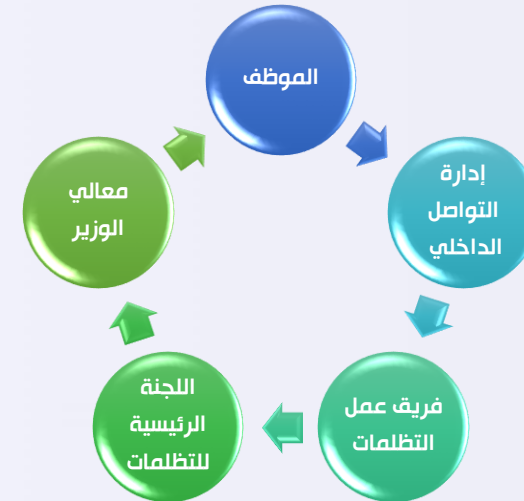 الموظف
إدارة
التواصل
الداخلي
فريق عمل
التظلمات
اللجنة
الرئيسية
للتظلمات
معالي
الوزير